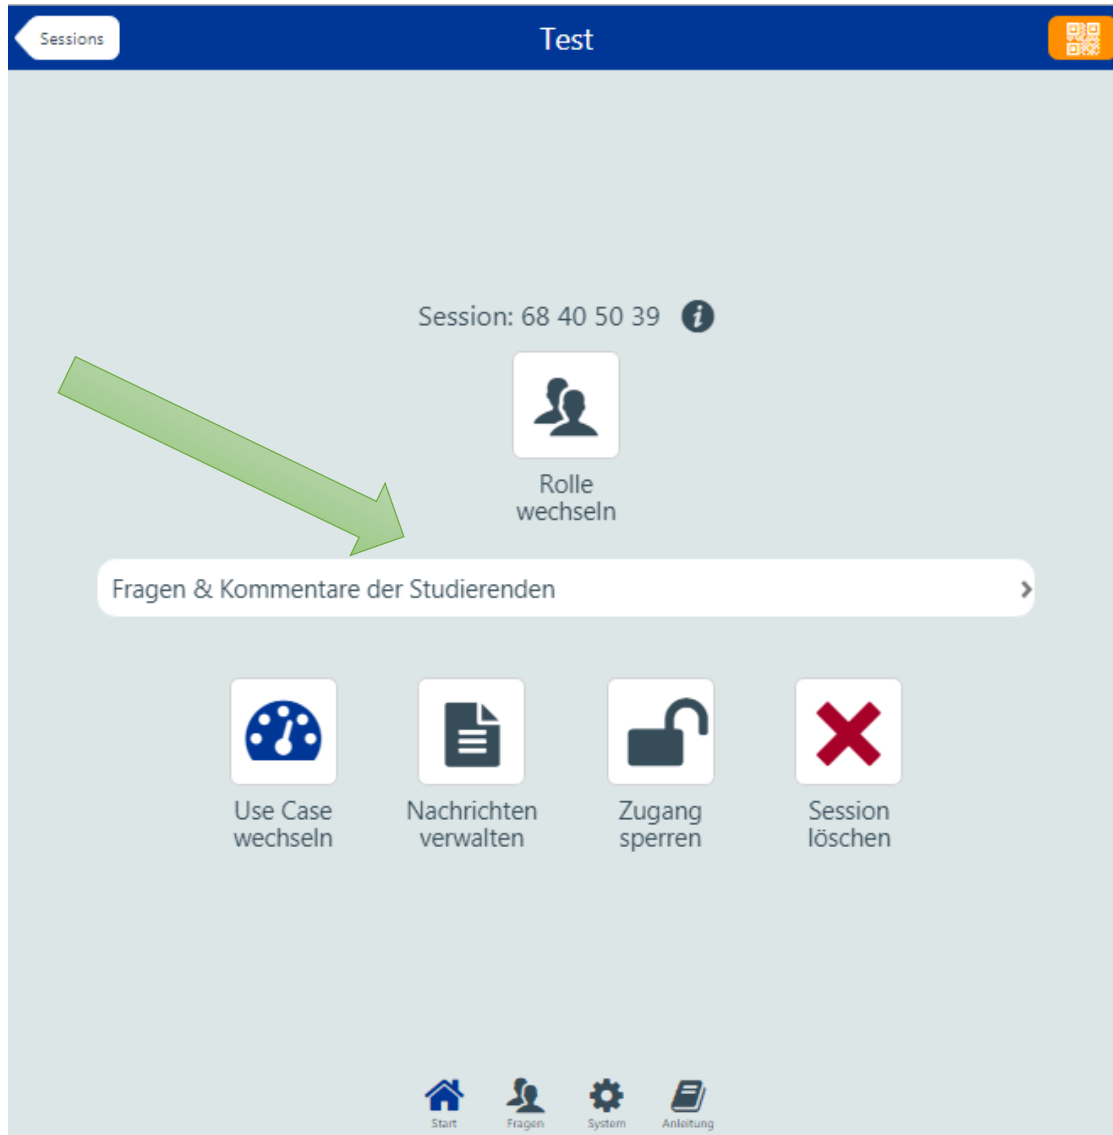 Sessions
Test
Session: 68 40 50 39
Rolle
wechseln
Fragen & Kommentare der Studierenden
Use Case
wechseln
Nachrichten
verwalten
Zugang
sperren
Session
löschen
Start
Fragen
System
Anleitung